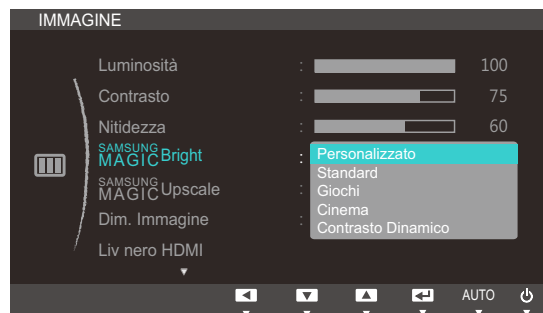 IMMAGINE
Luminosità : 100
Contrasto : 75
Nitidezza : 60
SAMSUNG MAGIC Bright :
Personalizzato
Standard
SAMSUNG MAGIC Upscale :
Giochi
Cinema
Dim. Immagine :
Contrasto Dinamico
Liv nero HDMI
AUTO